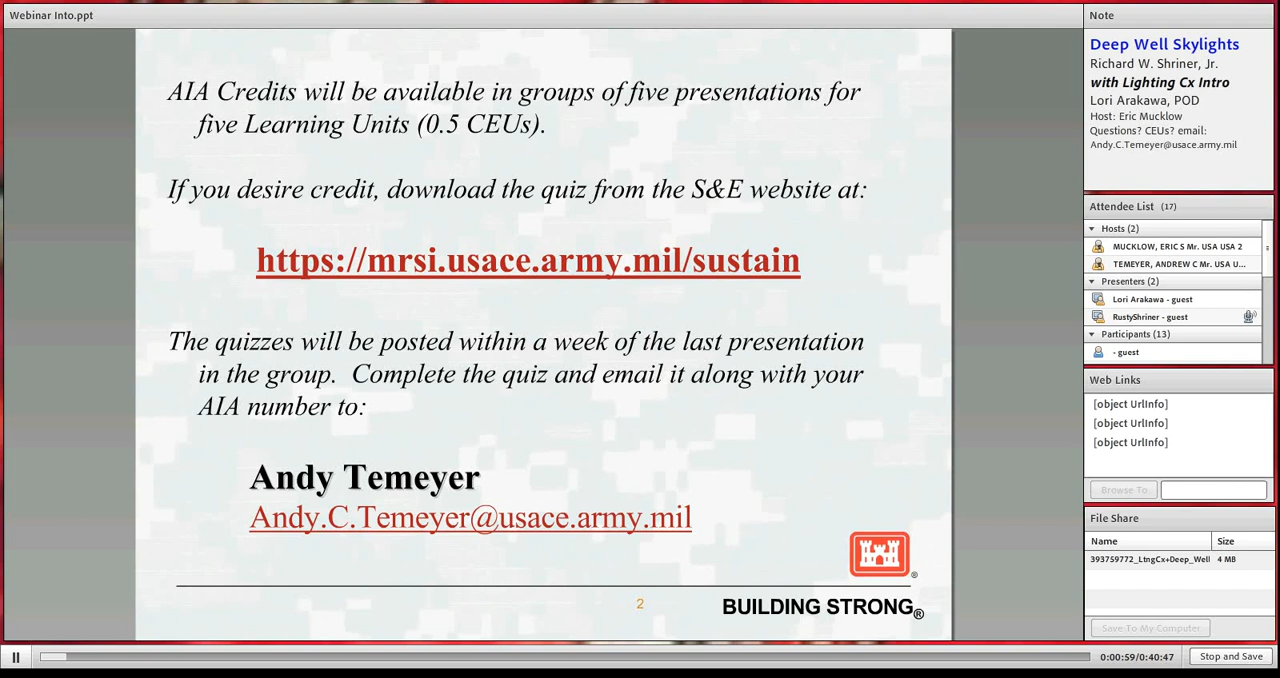 Webinar Into.ppt
AIA Credits will be available in groups of five presentations for
five Learning Units (0.5 CEUs).
If you desire credit, download the quiz from the S&E website at:
https://mrsi.usace.army.mil/sustain
The quizzes will be posted within a week of the last presentation
in the group. Complete the quiz and email it along with your
AIA number to:
Andy Temeyer
Andy.C.Temeyer@usace.army.mil
®
2
BUILDING STRONG®
Note
Deep Well Skylights
Richard W. Shriner, Jr.
with Lighting Cx Intro
Lori Arakawa, POD
Host: Eric Mucklow
Questions? CEUs? email:
Andy.C.Temeyer@usace.army.mil
Attendee List (17)
Hosts (2)
MUCKLOW, ERIC S Mr. USA USA 2
TEMEYER, ANDREW C Mr. USA U...
Presenters (2)
Lori Arakawa - guest
RustyShriner - guest
Participants (13)
- guest
Web Links
[object UrlInfo]
[object UrlInfo]
[object UrlInfo]
Browse To
File Share
Name Size
393759772_LtngCx+Deep_Well 4 MB
Save To My Computer
0:00:59/0:40:47 Stop and Save